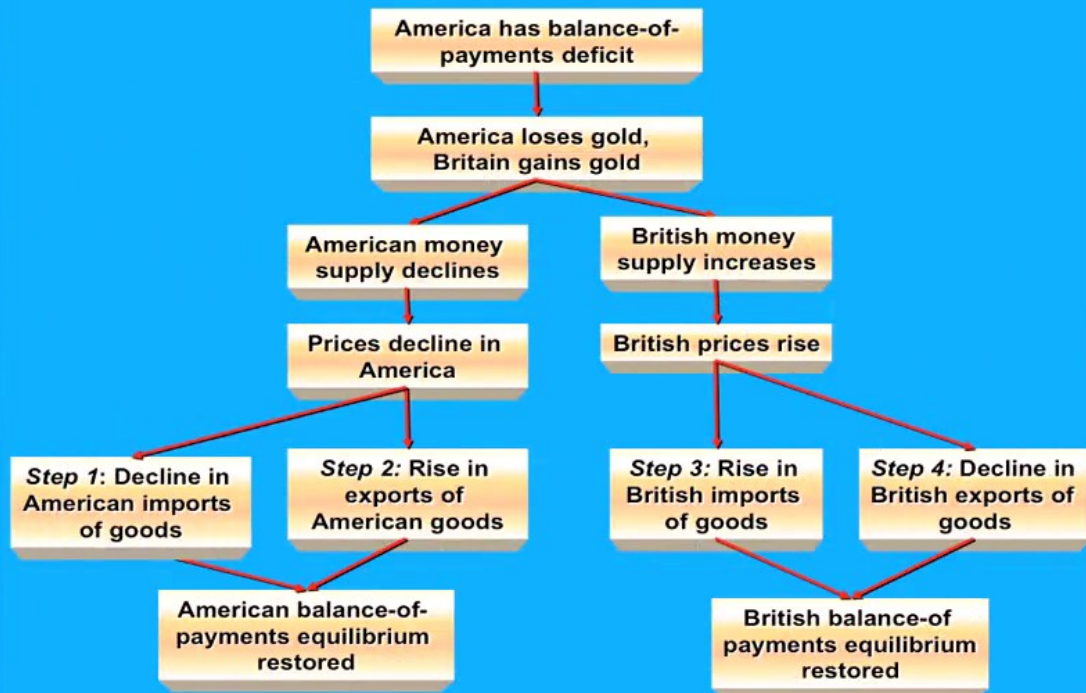 America has balance-of-
payments deficit
America loses gold,
Britain gains gold
American money
supply declines
British money
supply increases
Prices decline in
America
British prices rise
Step 1: Decline in
American imports
of goods
Step 2: Rise in
exports of
American goods
Step 3: Rise in
British imports
of goods
Step 4: Decline in
British exports of
goods
American balance-of-
payments equilibrium
restored
British balance-of
payments equilibrium
restored